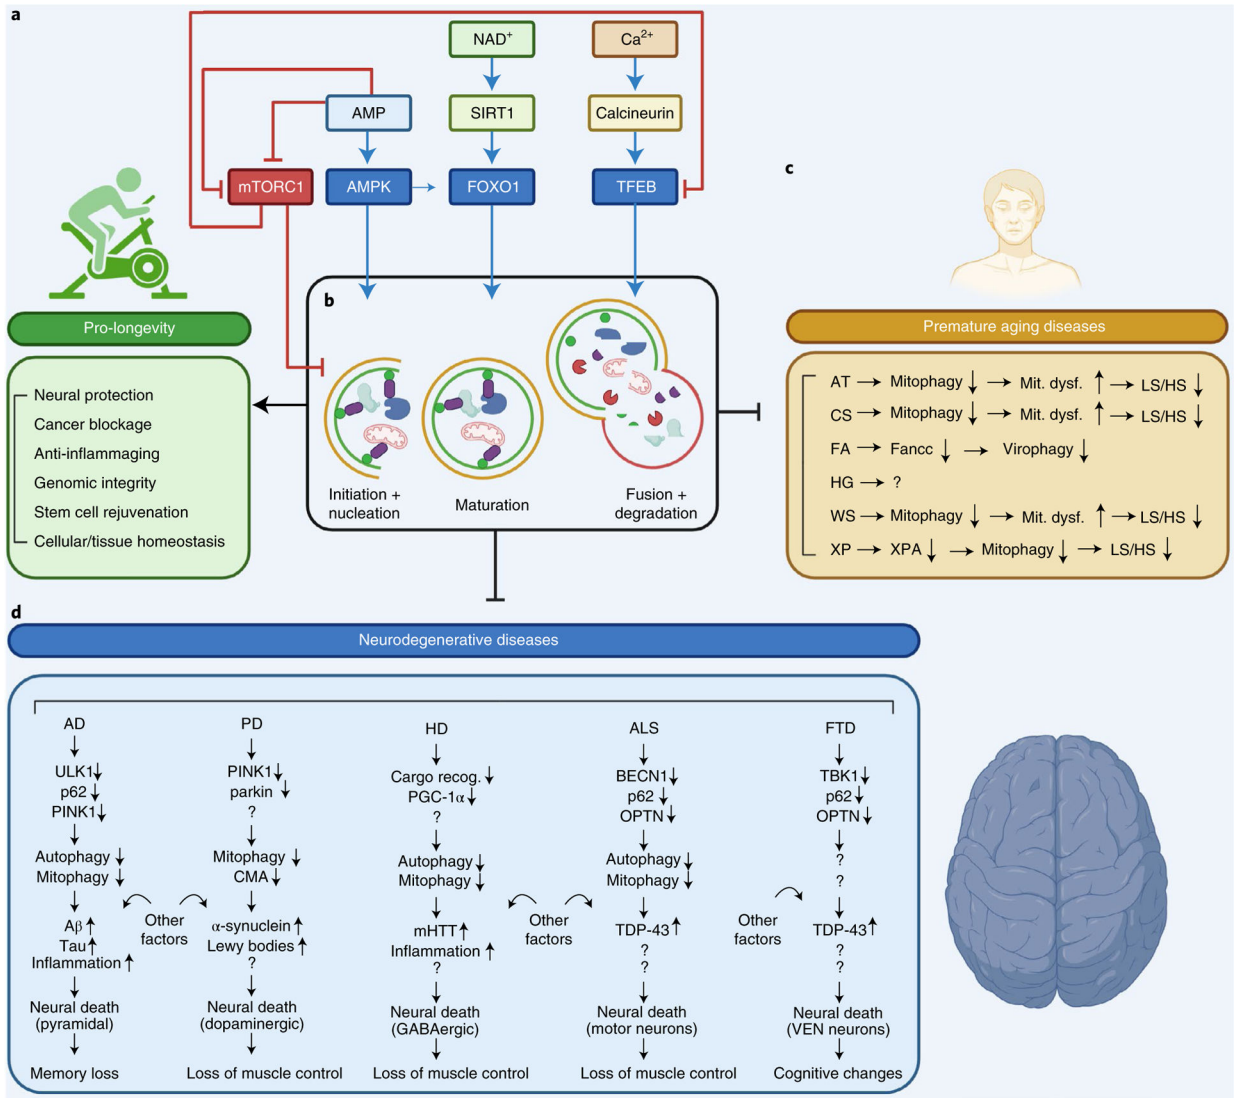 a
NAD+
Ca2+
AMP
SIRT1
Calcineurin
mTORC1
AMPK
FOXO1
TFEB
Pro-longevity
Neural protection
Cancer blockage
Anti-inflammaging
Genomic integrity
Stem cell rejuvenation
Cellular/tissue homeostasis
b
Initiation +
nucleation
Maturation
Fusion +
degradation
c
Premature aging diseases
AT → Mitophagy ↓ → Mit. dysf. ↑ → LS/HS ↓
CS → Mitophagy ↓ → Mit. dysf. ↑ → LS/HS ↓
FA → Fancc ↓ → Virophagy ↓
HG → ?
WS → Mitophagy ↓ → Mit. dysf. ↑ → LS/HS ↓
XP → XPA ↓ → Mitophagy ↓ → LS/HS ↓
d
Neurodegenerative diseases
AD
ULK1↓
p62↓
PINK1↓
Autophagy ↓
Mitophagy ↓
Aβ↑
Tau↑
Inflammation ↑
Neural death
(pyramidal)
Memory loss
Other
factors
PD
PINK1↓
parkin ↓
?
Mitophagy ↓
CMA↓
α-synuclein ↑
Lewy bodies ↑
?
Neural death
(dopaminergic)
Loss of muscle control
HD
Cargo recog. ↓
PGC-1α↓
?
Autophagy ↓
Mitophagy ↓
mHTT↑
Inflammation ↑
?
Neural death
(GABAergic)
Loss of muscle control
Other
factors
ALS
BECN1↓
p62↓
OPTN↓
Autophagy ↓
Mitophagy ↓
TDP-43↑
?
?
Neural death
(motor neurons)
Loss of muscle control
Other
factors
FTD
TBK1↓
p62↓
OPTN↓
?
?
TDP-43↑
?
?
Neural death
(VEN neurons)
Cognitive changes